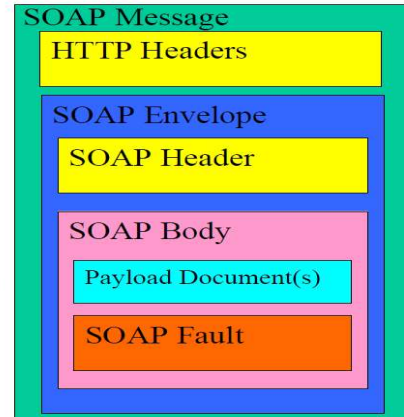 SOAP Message
HTTP Headers
SOAP Envelope
SOAP Header
SOAP Body
Payload Document(s)
SOAP Fault